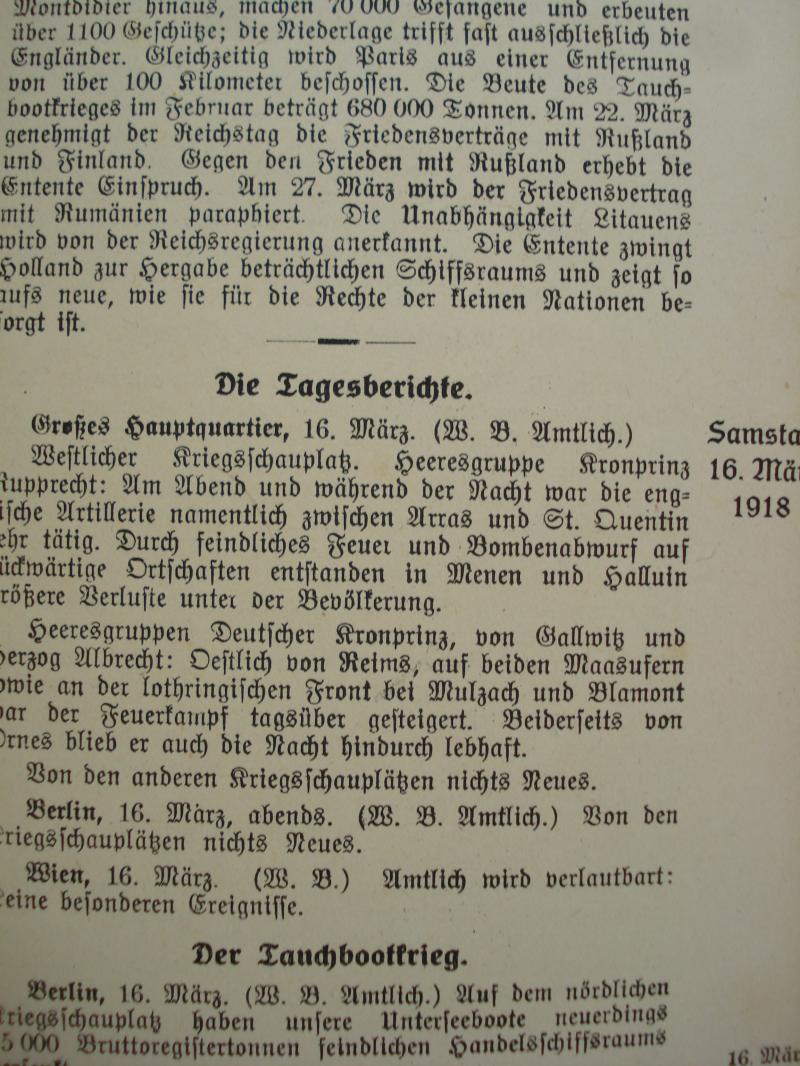 Montdidier hinaus, machen 70 000 Gefangene und erbeuten
über 1100 Geschütze; die Niederlage trifft fast ausschließlich die
Engländer. Gleichzeitig wird Paris aus einer Entfernung
von über 100 Kilometer beschossen. Die Beute des Tauch-
bootkrieges im Februar beträgt 680 000 Tonnen. Am 22. März
genehmigt der Reichstag die Friedensverträge mit Rußland
und Finland. Gegen den Frieden mit Rußland erhebt die
Entente Einspruch. Am 27. März wird der Friedensvertrag
mit Rumänien paraphiert. Die Unabhängigkeit Litauens
wird von der Reichsregierung anerkannt. Die Entente zwingt
Holland zur Hergabe beträchtlichen Schiffsraums und zeigt so
aufs neue, wie sie für die Rechte der kleinen Nationen be-
sorgt ist.
Die Tagesberichte.
Großes Hauptquartier, 16. März. (W. B. Amtlich.)
Westlicher Kriegsschauplatz. Heeresgruppe Kronprinz
Rupprecht: Am Abend und während der Nacht war die eng-
ische Artillerie namentlich zwischen Arras und St. Quentin
ehr tätig. Durch feindliches Feuer und Bombenabwurf auf
ückwärtige Ortschaften entstanden in Menen und Halluin
rößere Verluste unter der Bevölkerung.
Heeresgruppen Deutscher Kronprinz, von Gallwitz und
erzog Albrecht: Oestlich von Reims, auf beiden Maasufern
owie an der lothringischen Front bei Mulzach und Blamont
ar der Feuerkampf tagsüber gesteigert. Beiderseits von
Ornes blieb er auch die Nacht hindurch lebhaft.
Von den anderen Kriegsschauplätzen nichts Neues.
Berlin, 16. März, abends. (W. B. Amtlich.) Von den
riegsschauplätzen nichts Neues.
Wien, 16. März. (W. B.) Amtlich wird verlautbart:
eine besonderen Ereignisse.
Der Tauchbootkrieg.
Berlin, 16. März. (W. B. Amtlich.) Auf dem nördlichen
riegsschauplatz haben unsere Unterseeboote neuerdings
5 000 Bruttoregistertonnen feindlichen Handelsschiffsraums
Samsta
16. Mär
1918
16. Mär